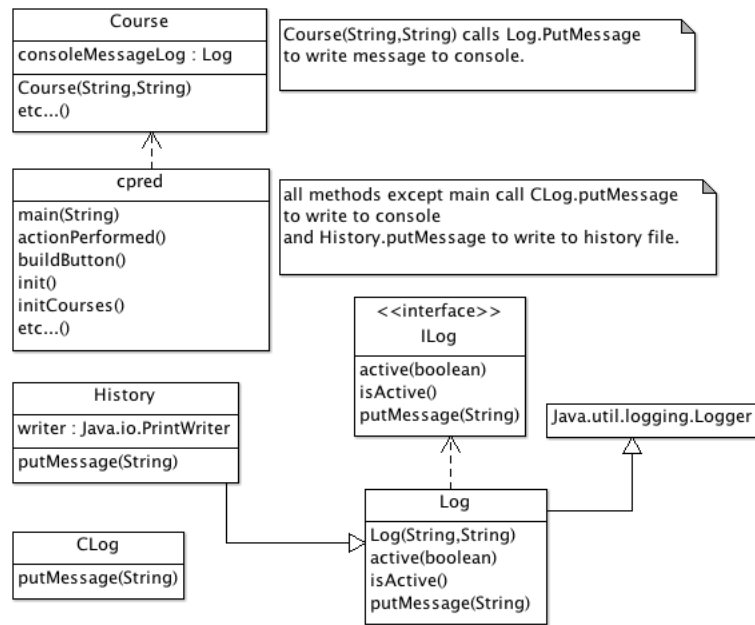 Course
consoleMessageLog : Log
Course(String,String)
etc...()
Course(String,String) calls Log.PutMessage
to write message to console.
cpred
main(String)
actionPerformed()
buildButton()
init()
initCourses()
etc...()
all methods except main call CLog.putMessage
to write to console
and History.putMessage to write to history file.
<<interface>>
ILog
active(boolean)
isActive()
putMessage(String)
History
writer : Java.io.PrintWriter
putMessage(String)
Java.util.logging.Logger
Log
Log(String,String)
active(boolean)
isActive()
putMessage(String)
CLog
putMessage(String)